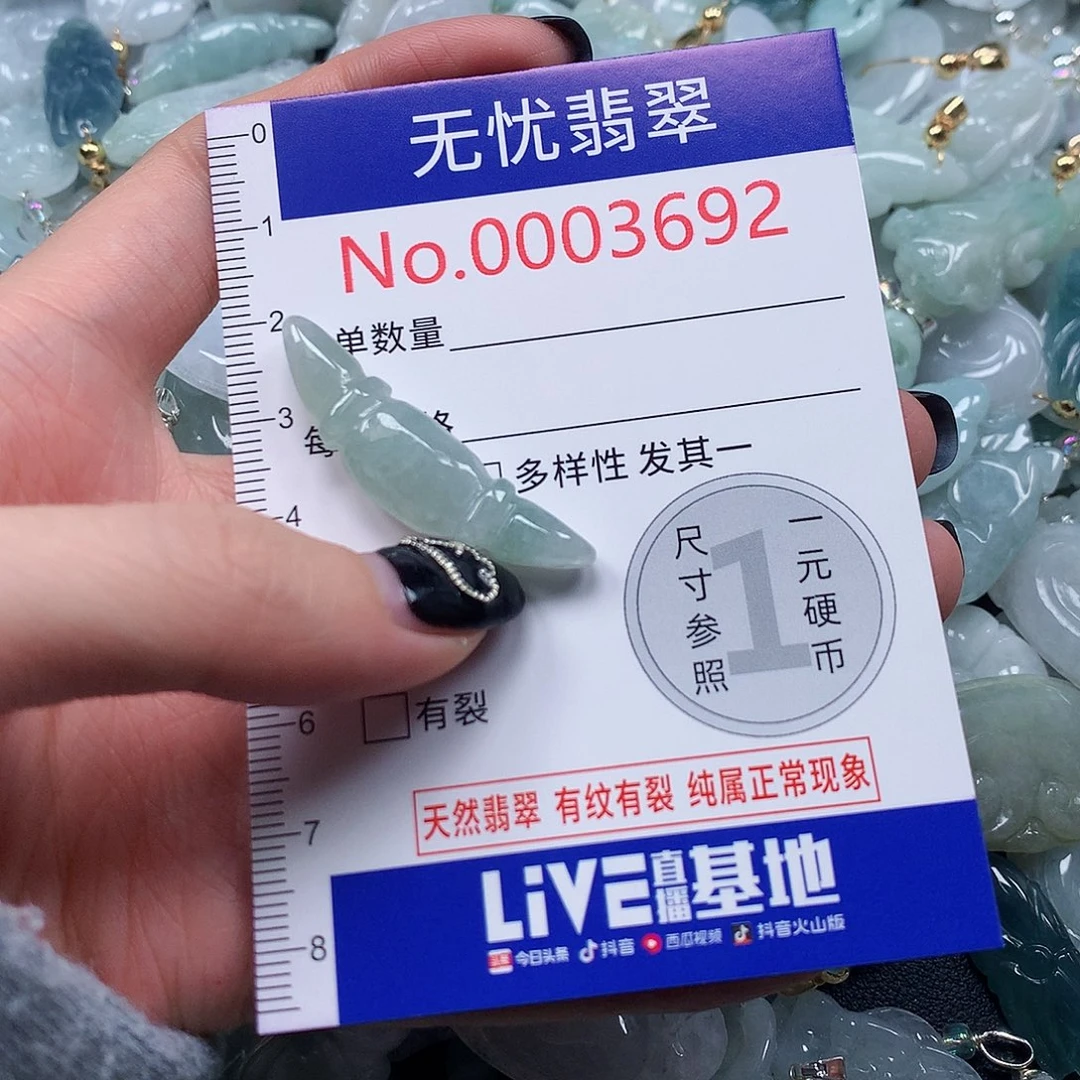 无忧翡翠
No.0003692
单数量
每
多样性 发其一
尺寸参照
1
一元硬币
有裂
天然翡翠 有纹有裂 纯属正常现象
LiVE直播基地
今日头条 抖音 西瓜视频 抖音火山版
0
1
2
3
4
6
7
8